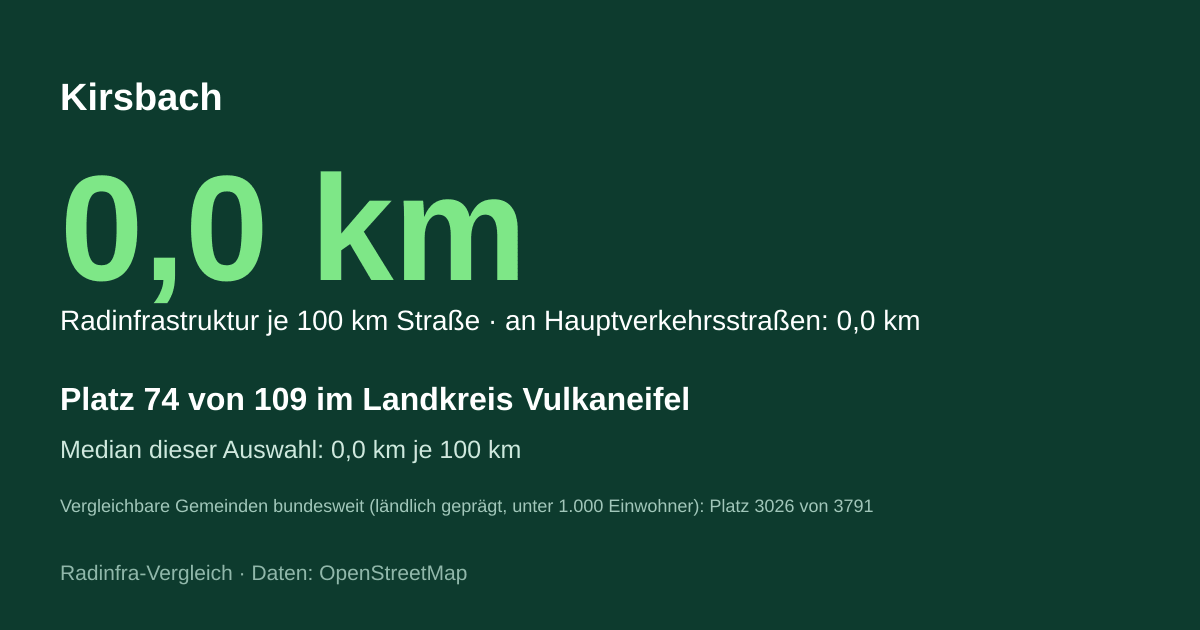 Kirsbach
0,0 km
Radinfrastruktur je 100 km Straße · an Hauptverkehrsstraßen: 0,0 km
Platz 74 von 109 im Landkreis Vulkaneifel
Median dieser Auswahl: 0,0 km je 100 km
Vergleichbare Gemeinden bundesweit (ländlich geprägt, unter 1.000 Einwohner): Platz 3026 von 3791
Radinfra-Vergleich · Daten: OpenStreetMap